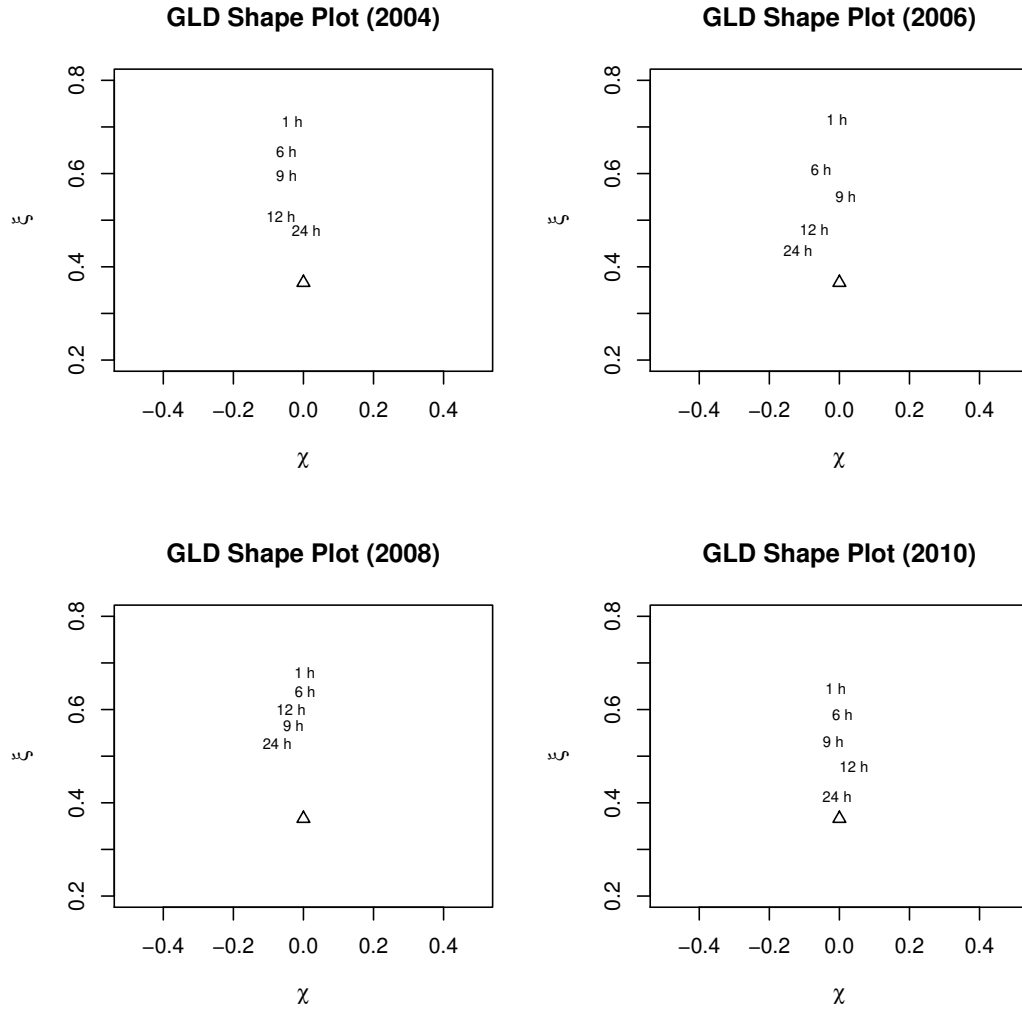 GLD Shape Plot (2004)
0.8
0.6
0.4
0.2
ξ
1 h
6 h
9 h
12 h
24 h
−0.4 −0.2 0.0 0.2 0.4
χ
GLD Shape Plot (2006)
0.8
0.6
0.4
0.2
ξ
1 h
6 h
9 h
12 h
24 h
−0.4 −0.2 0.0 0.2 0.4
χ
GLD Shape Plot (2008)
0.8
0.6
0.4
0.2
ξ
1 h
6 h
12 h
9 h
24 h
−0.4 −0.2 0.0 0.2 0.4
χ
GLD Shape Plot (2010)
0.8
0.6
0.4
0.2
ξ
1 h
6 h
9 h
12 h
24 h
−0.4 −0.2 0.0 0.2 0.4
χ